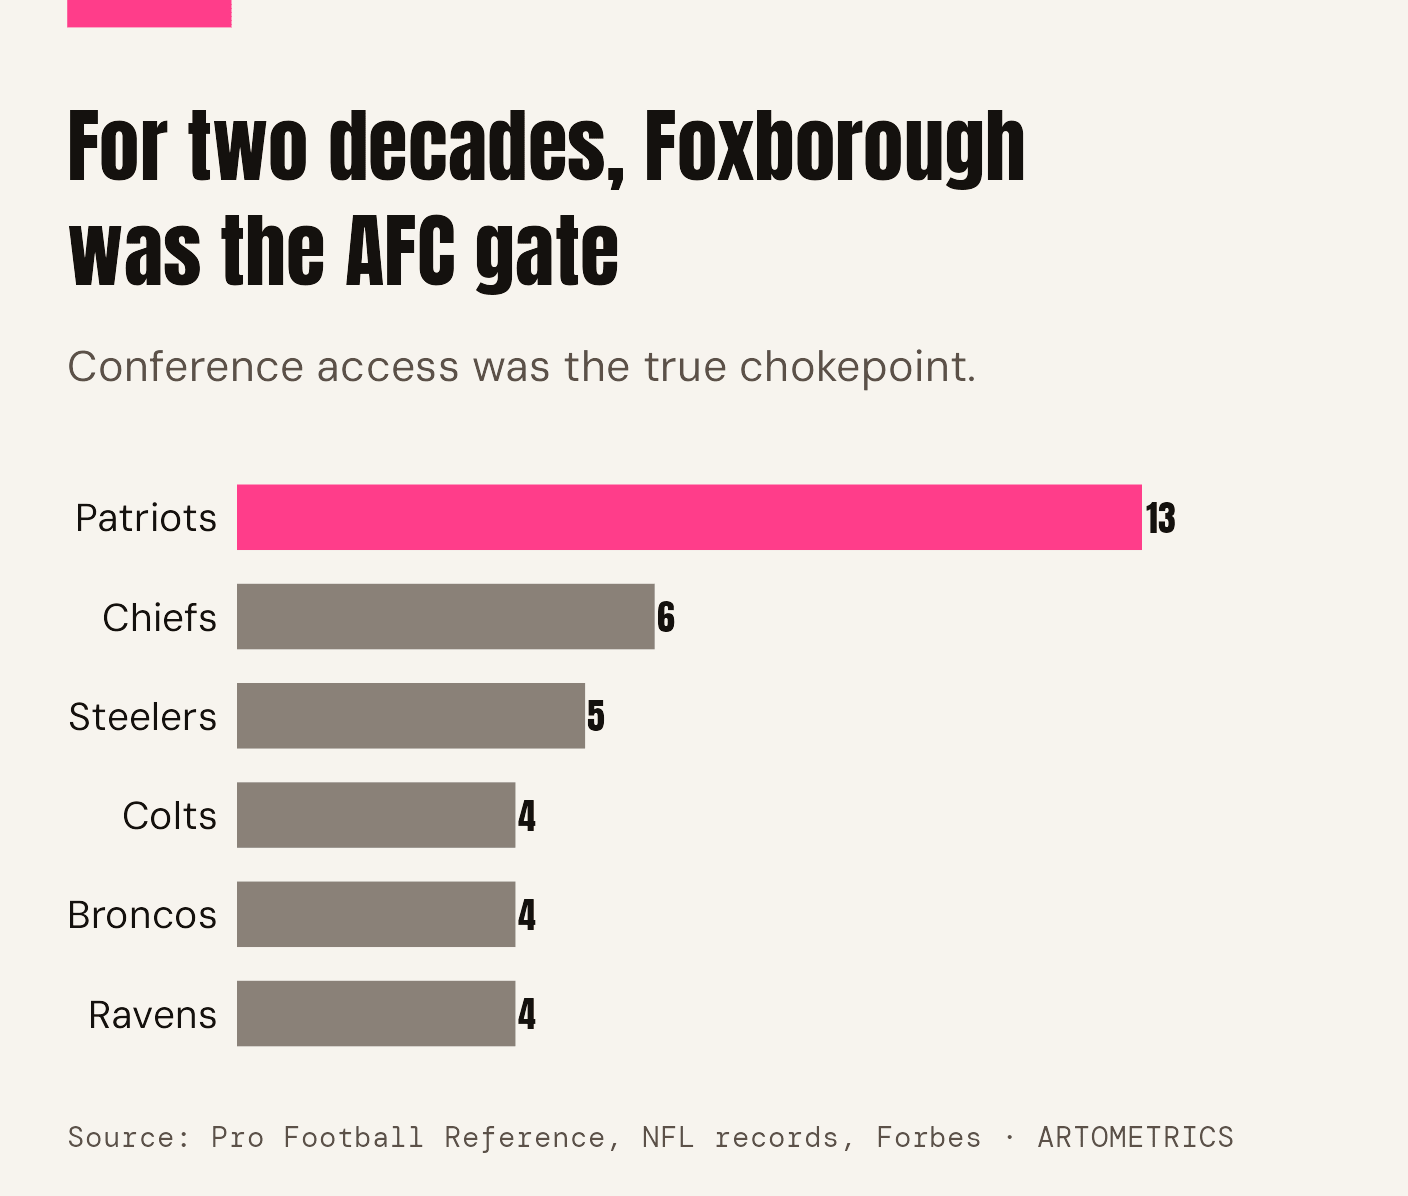 For two decades, Foxborough
was the AFC gate
Conference access was the true chokepoint.
Patriots 13
Chiefs 6
Steelers 5
Colts 4
Broncos 4
Ravens 4
Source: Pro Football Reference, NFL records, Forbes · ARTOMETRICS